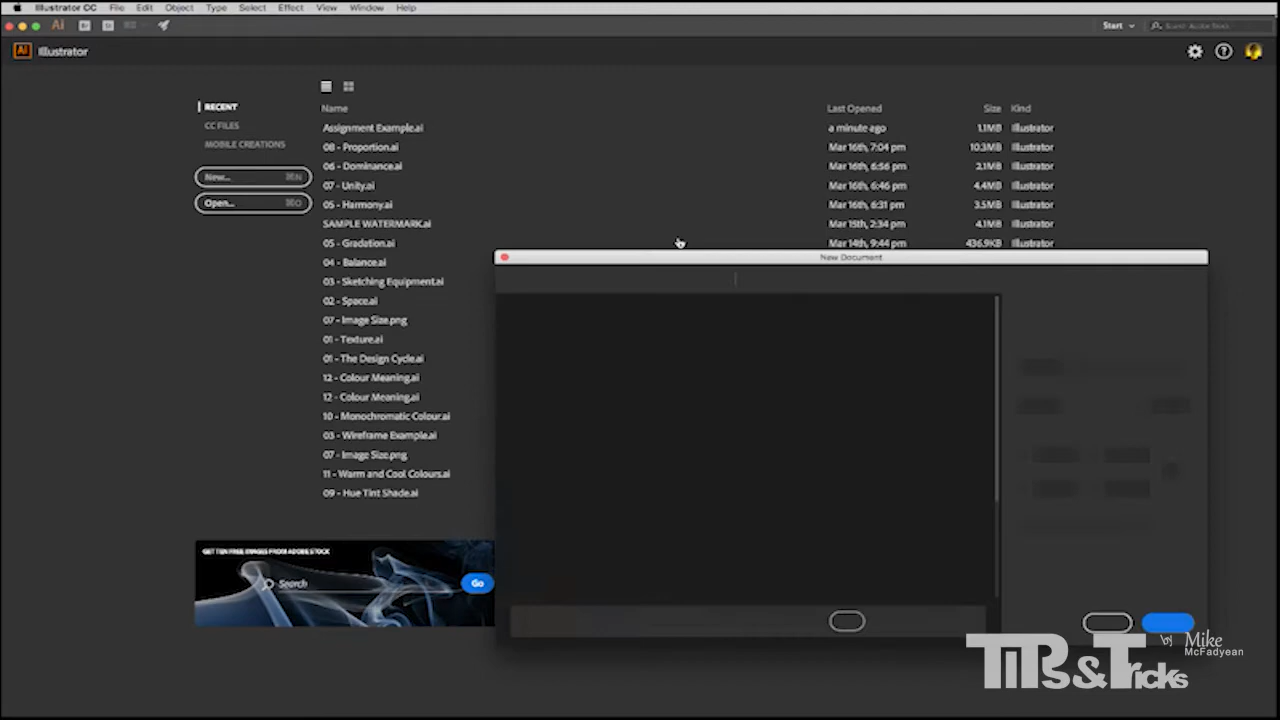 Illustrator CC File Edit Object Type Select Effect View Window Help
Ai Br St Start Search Adobe Stock
Ai Illustrator
RECENT
CC FILES
MOBILE CREATIONS
New... ⌘N
Open... ⌘O
Name Last Opened Size Kind
Assignment Example.ai a minute ago 1.1MB Illustrator
08 - Proportion.ai Mar 16th, 7:04 pm 10.3MB Illustrator
06 - Dominance.ai Mar 16th, 6:56 pm 2.1MB Illustrator
07 - Unity.ai Mar 16th, 6:46 pm 4.4MB Illustrator
05 - Harmony.ai Mar 16th, 6:31 pm 3.5MB Illustrator
SAMPLE WATERMARK.ai Mar 15th, 2:34 pm 4.1MB Illustrator
05 - Gradation.ai Mar 14th, 9:44 pm 436.9KB Illustrator
04 - Balance.ai
03 - Sketching Equipment.ai
02 - Space.ai
07 - Image Size.png
01 - Texture.ai
01 - The Design Cycle.ai
12 - Colour Meaning.ai
12 - Colour Meaning.ai
10 - Monochromatic Colour.ai
03 - Wireframe Example.ai
07 - Image Size.png
11 - Warm and Cool Colours.ai
09 - Hue Tint Shade.ai
New Document
GET TEN FREE IMAGES FROM ADOBE STOCK
Search Go
TiPs & Tricks by Mike McFadyean